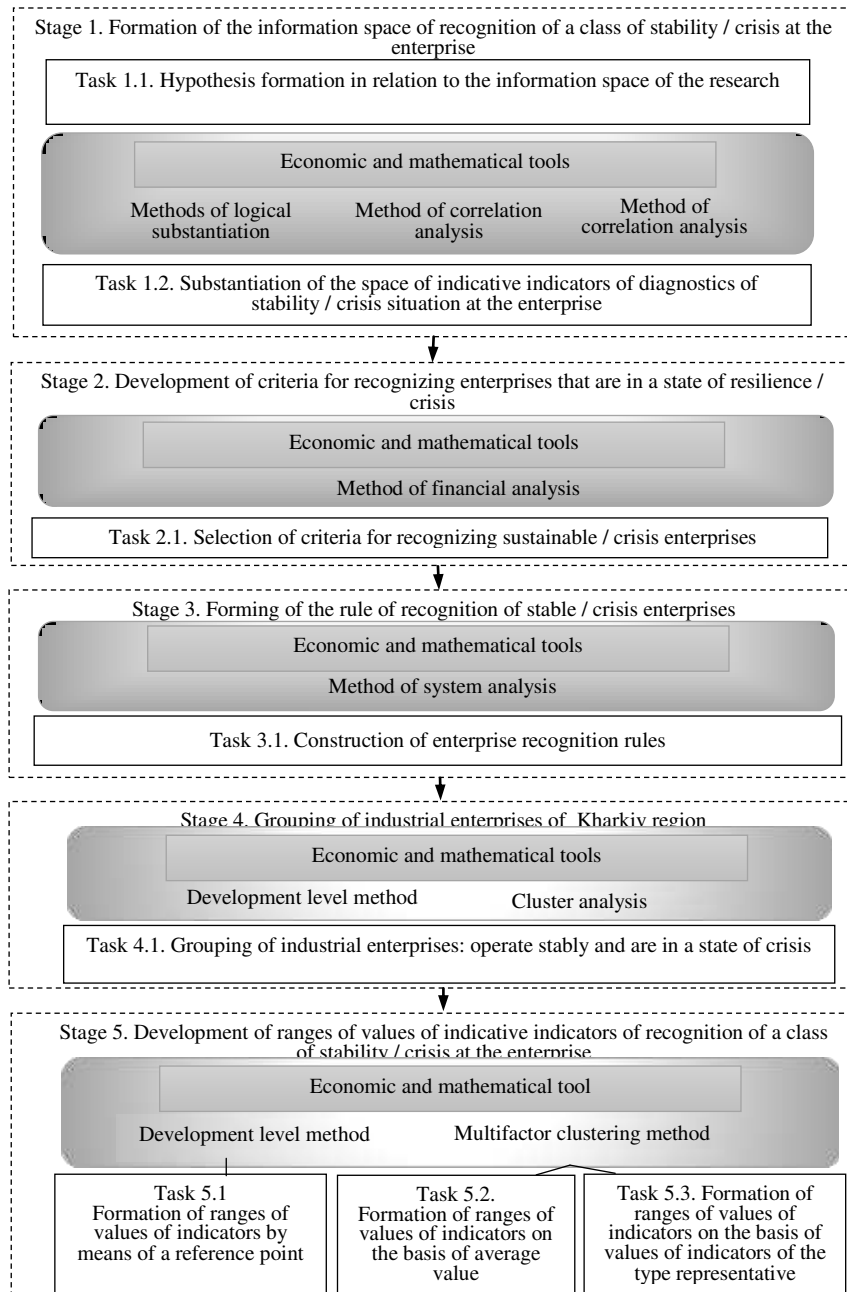 Stage 1. Formation of the information space of recognition of a class of stability / crisis at the
enterprise
Task 1.1. Hypothesis formation in relation to the information space of the research
Economic and mathematical tools
Methods of logical
substantiation
Method of correlation
analysis
Method of
correlation analysis
Task 1.2. Substantiation of the space of indicative indicators of diagnostics of
stability / crisis situation at the enterprise
Stage 2. Development of criteria for recognizing enterprises that are in a state of resilience /
crisis
Economic and mathematical tools
Method of financial analysis
Task 2.1. Selection of criteria for recognizing sustainable / crisis enterprises
Stage 3. Forming of the rule of recognition of stable / crisis enterprises
Economic and mathematical tools
Method of system analysis
Task 3.1. Construction of enterprise recognition rules
Stage 4. Grouping of industrial enterprises of Kharkiv region
Economic and mathematical tools
Development level method
Cluster analysis
Task 4.1. Grouping of industrial enterprises: operate stably and are in a state of crisis
Stage 5. Development of ranges of values of indicative indicators of recognition of a class
of stability / crisis at the enterprise
Economic and mathematical tool
Development level method
Multifactor clustering method
Task 5.1
Formation of ranges of
values of indicators by
means of a reference point
Task 5.2.
Formation of ranges of
values of indicators on
the basis of average
value
Task 5.3. Formation of
ranges of values of
indicators on the basis of
values of indicators of the
type representative